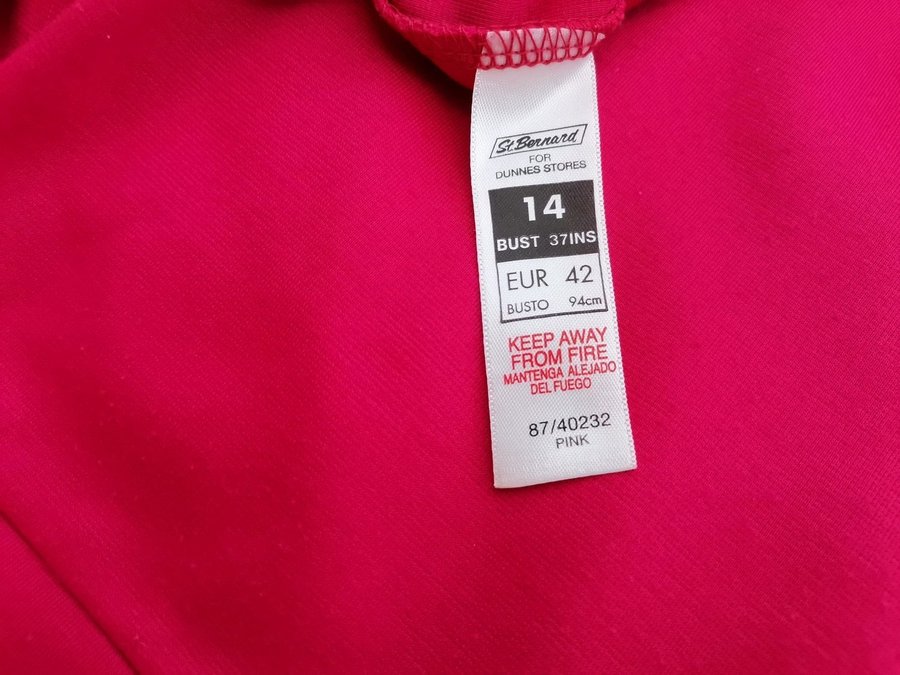 St.Bernard
FOR
DUNNES STORES
14
BUST 37INS
EUR 42
BUSTO 94cm
KEEP AWAY
FROM FIRE
MANTENGA ALEJADO
DEL FUEGO
87/40232
PINK